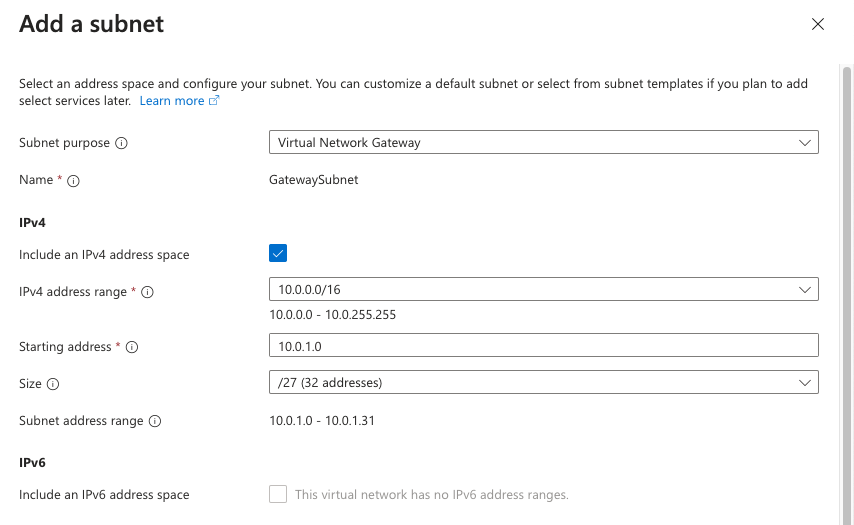 Add a subnet
Select an address space and configure your subnet. You can customize a default subnet or select from subnet templates if you plan to add
select services later. Learn more
Subnet purpose
Virtual Network Gateway
Name *
GatewaySubnet
IPv4
Include an IPv4 address space
IPv4 address range *
10.0.0.0/16
10.0.0.0 - 10.0.255.255
Starting address *
10.0.1.0
Size
/27 (32 addresses)
Subnet address range
10.0.1.0 - 10.0.1.31
IPv6
Include an IPv6 address space
This virtual network has no IPv6 address ranges.